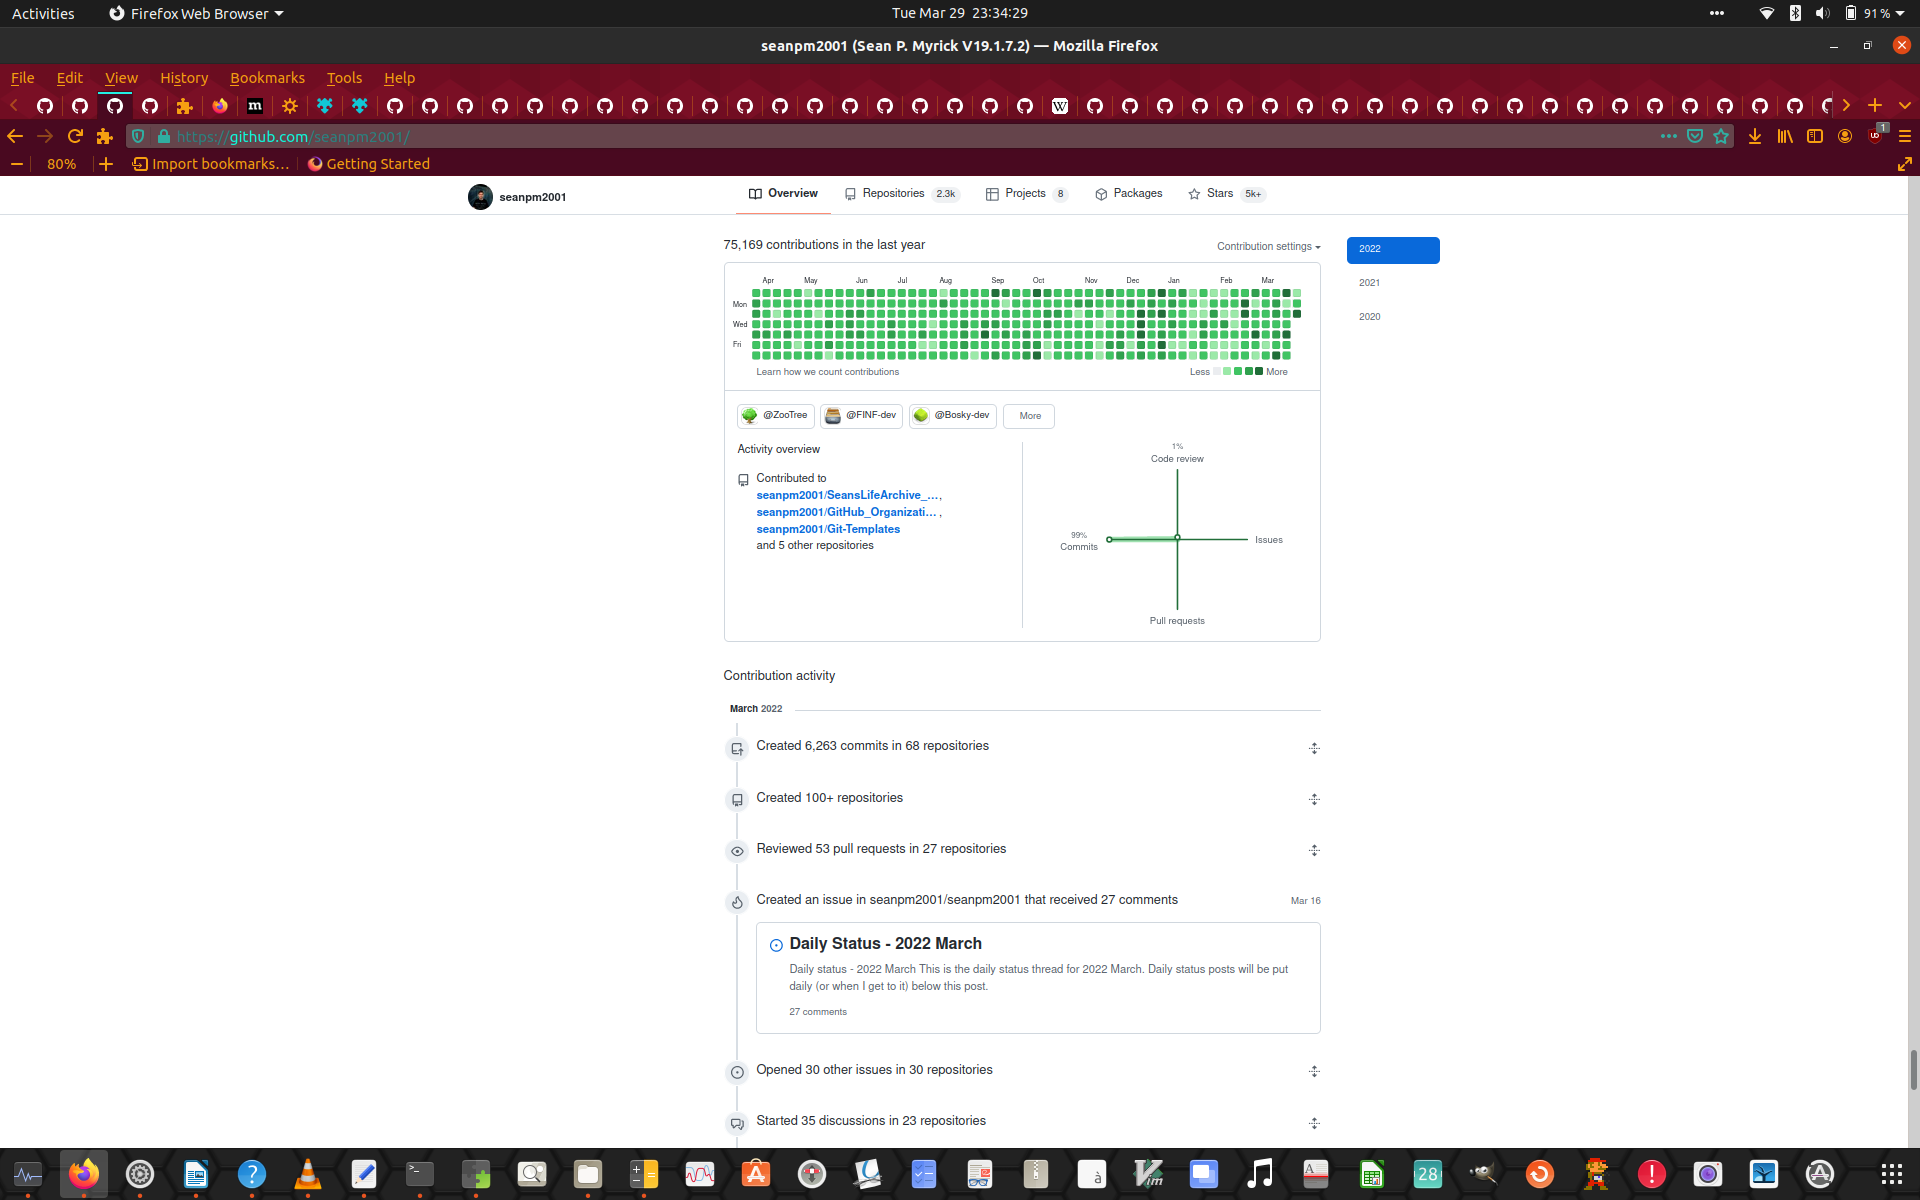 Activities
Firefox Web Browser
Tue Mar 29 23:34:29
91 %
seanpm2001 (Sean P. Myrick V19.1.7.2) — Mozilla Firefox
File Edit View History Bookmarks Tools Help
https://github.com/seanpm2001/
1
80%
Import bookmarks...
Getting Started
seanpm2001
Overview
Repositories 2.3k
Projects 8
Packages
Stars 5k+
75,169 contributions in the last year
Contribution settings
2022
2021
2020
Apr May Jun Jul Aug Sep Oct Nov Dec Jan Feb Mar
Mon
Wed
Fri
Learn how we count contributions
Less
More
@ZooTree
@FINF-dev
@Bosky-dev
More
Activity overview
Contributed to
seanpm2001/SeansLifeArchive_…,
seanpm2001/GitHub_Organizati… ,
seanpm2001/Git-Templates
and 5 other repositories
1%
Code review
99%
Commits
Issues
Pull requests
Contribution activity
March 2022
Created 6,263 commits in 68 repositories
Created 100+ repositories
Reviewed 53 pull requests in 27 repositories
Created an issue in seanpm2001/seanpm2001 that received 27 comments
Mar 16
Daily Status - 2022 March
Daily status - 2022 March This is the daily status thread for 2022 March. Daily status posts will be put
daily (or when I get to it) below this post.
27 comments
Opened 30 other issues in 30 repositories
Started 35 discussions in 23 repositories
28